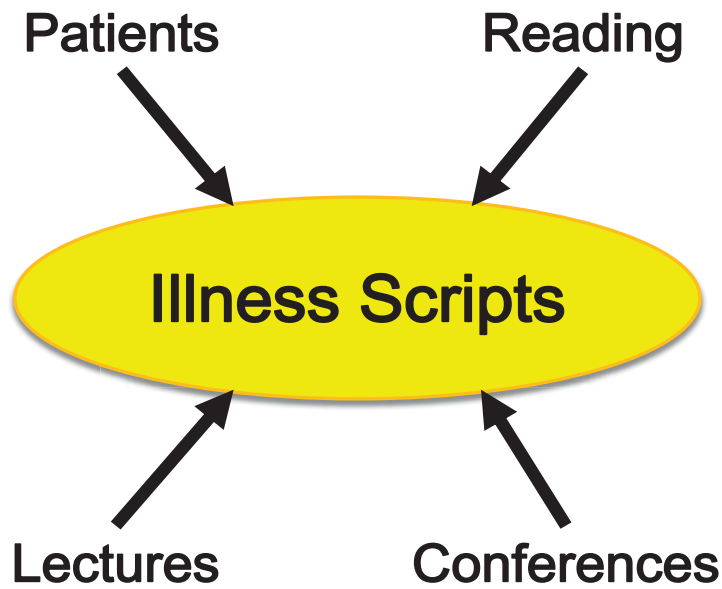 Patients
Reading
Illness Scripts
Lectures
Conferences